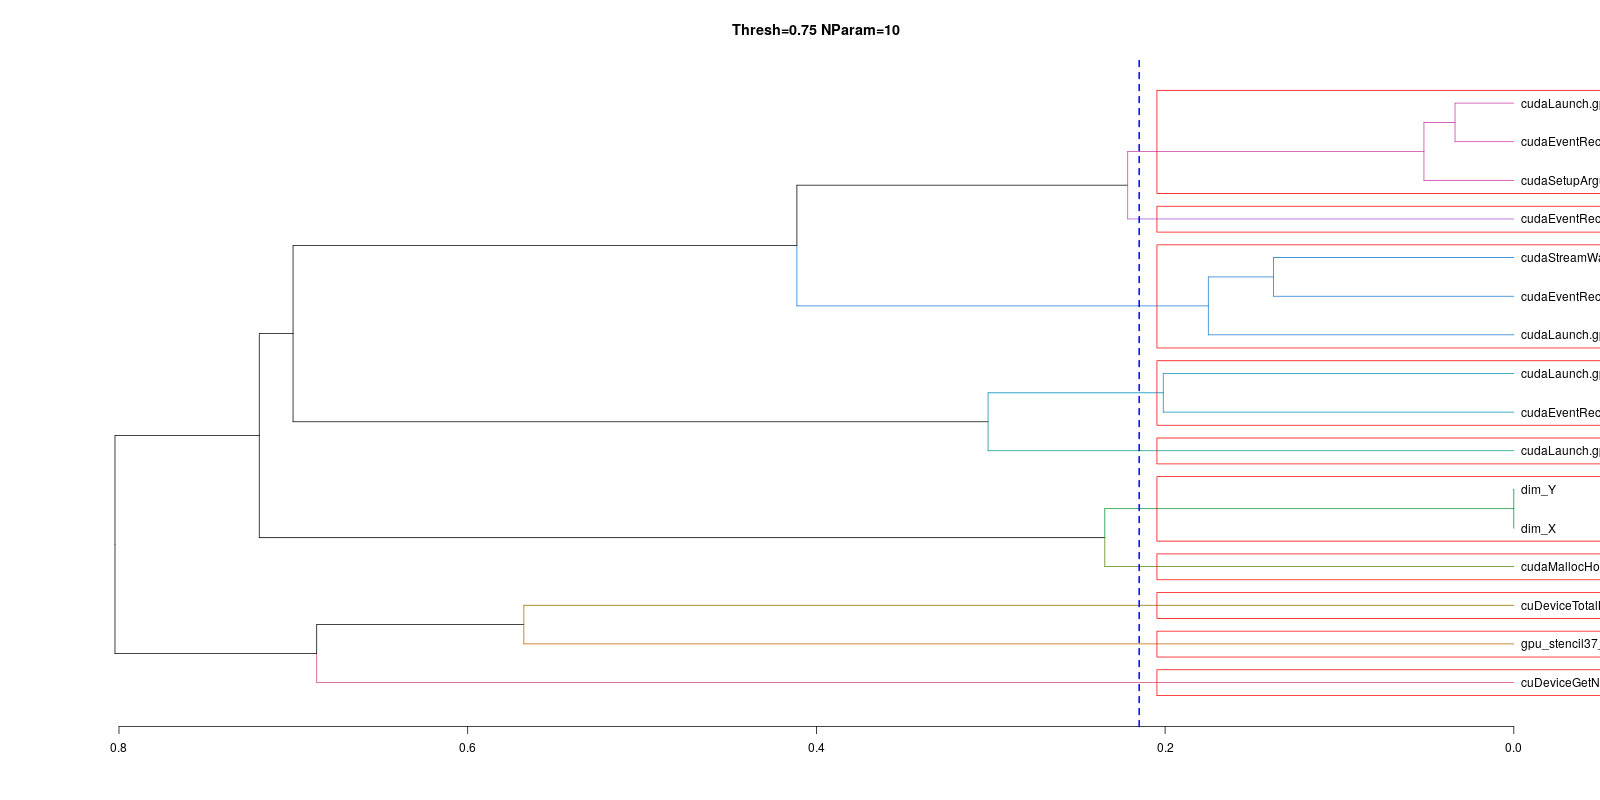 Thresh=0.75 NParam=10
cudaLaunch.g
cudaEventRec
cudaSetupArg
cudaEventRec
cudaStreamWa
cudaEventRec
cudaLaunch.g
cudaLaunch.g
cudaEventRec
cudaLaunch.g
dim_Y
dim_X
cudaMallocHo
cuDeviceTotal
gpu_stencil37_
cuDeviceGetN
0.8 0.6 0.4 0.2 0.0